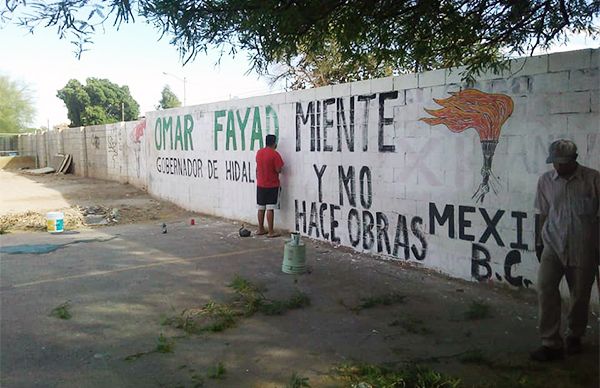 OMAR FAYAD
GOBERNADOR DE HIDAL
MIENTE
Y NO
HACE OBRAS
MEXI
B.C.